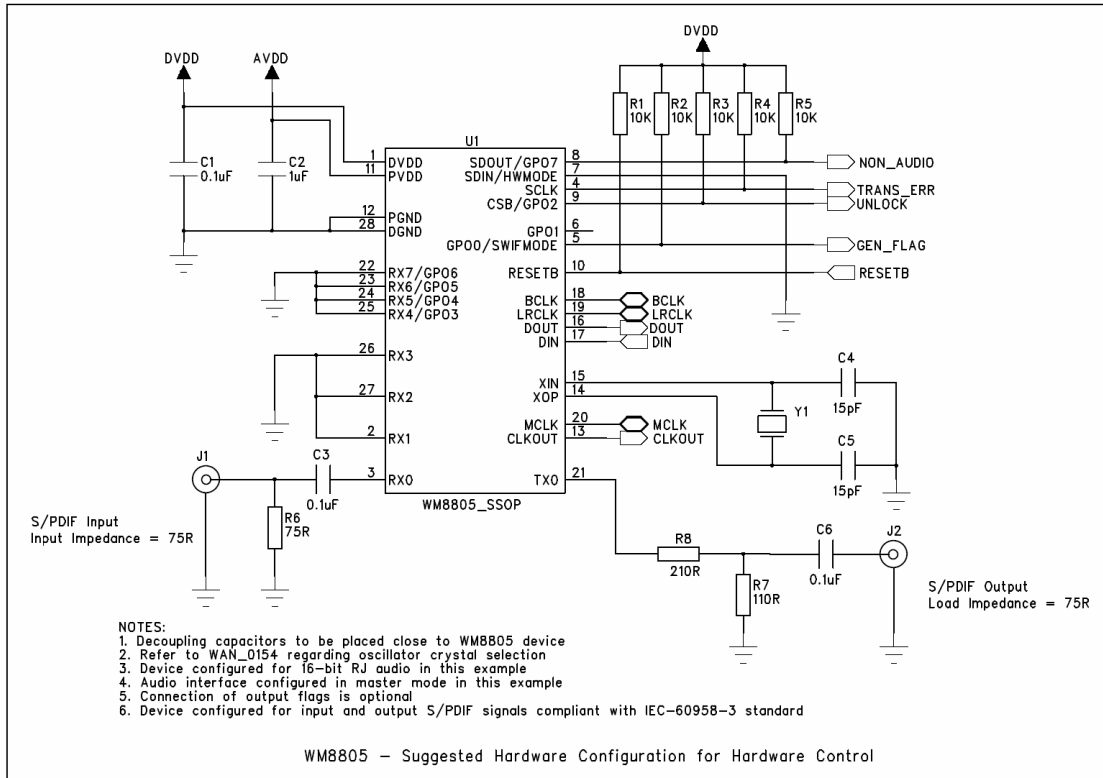 DVDD
AVDD
DVDD
C1
0.1uF
C2
1uF
R1
10K
R2
10K
R3
10K
R4
10K
R5
10K
U1
1 DVDD
11 PVDD
12 PGND
28 DGND
22 RX7/GPO6
23 RX6/GPO5
24 RX5/GPO4
25 RX4/GPO3
26 RX3
27 RX2
2 RX1
3 RX0
SDOUT/GPO7 8 NON_AUDIO
SDIN/HWMODE 7
SCLK 4 TRANS_ERR
CSB/GPO2 9 UNLOCK
GPO1 6
GPO0/SWIFMODE 5 GEN_FLAG
RESETB 10 RESETB
BCLK 18 BCLK
LRCLK 19 LRCLK
DOUT 16 DOUT
DIN 17 DIN
XIN 15
XOP 14
MCLK 20 MCLK
CLKOUT 13 CLKOUT
TX0 21
WM8805_SSOP
C4
15pF
Y1
C5
15pF
J1
C3
0.1uF
R6
75R
S/PDIF Input
Input Impedance = 75R
R8
210R
R7
110R
C6
0.1uF
J2
S/PDIF Output
Load Impedance = 75R
NOTES:
1. Decoupling capacitors to be placed close to WM8805 device
2. Refer to WAN_0154 regarding oscillator crystal selection
3. Device configured for 16-bit RJ audio in this example
4. Audio interface configured in master mode in this example
5. Connection of output flags is optional
6. Device configured for input and output S/PDIF signals compliant with IEC-60958-3 standard
WM8805 - Suggested Hardware Configuration for Hardware Control